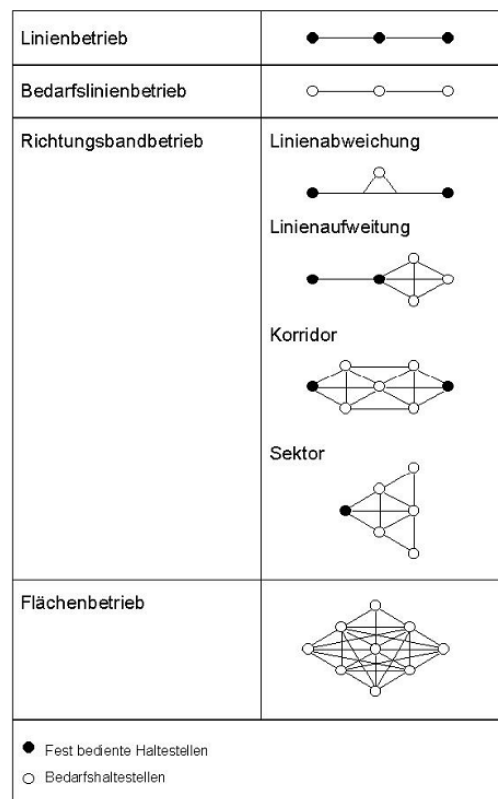 Linienbetrieb
Bedarfslinienbetrieb
Richtungsbandbetrieb
Linienabweichung
Linienaufweitung
Korridor
Sektor
Flächenbetrieb
Fest bediente Haltestellen
Bedarfshaltestellen